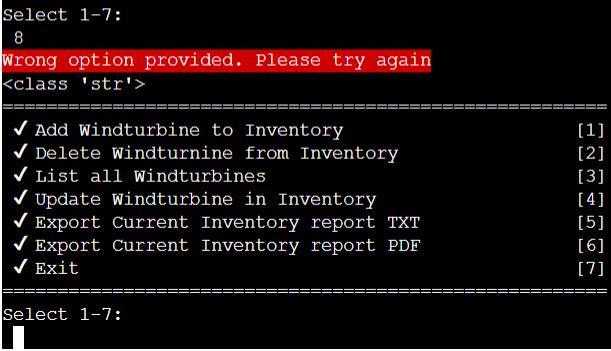 Select 1-7:
8
Wrong option provided. Please try again
<class 'str'>
=======================================================
✔ Add Windturbine to Inventory [1]
✔ Delete Windturnine from Inventory [2]
✔ List all Windturbines [3]
✔ Update Windturbine in Inventory [4]
✔ Export Current Inventory report TXT [5]
✔ Export Current Inventory report PDF [6]
✔ Exit [7]
=======================================================
Select 1-7: